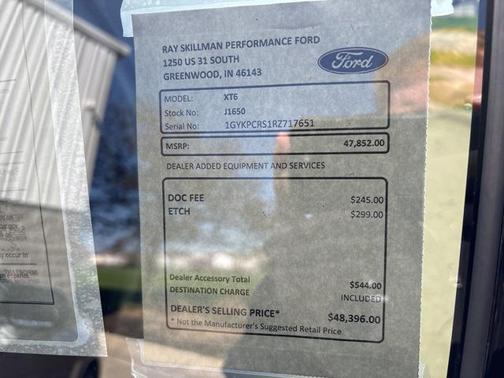 RAY SKILLMAN PERFORMANCE FORD
1250 US 31 SOUTH
GREENWOOD, IN 46143
Ford
MODEL: XT6
Stock No: J1650
Serial No: 1GYKPCRS1RZ717651
MSRP: 47,852.00
DEALER ADDED EQUIPMENT AND SERVICES
DOC FEE $245.00
ETCH $299.00
Dealer Accessory Total $544.00
DESTINATION CHARGE INCLUDED
DEALER'S SELLING PRICE* $48,396.00
* Not the Manufacturer's Suggested Retail Price